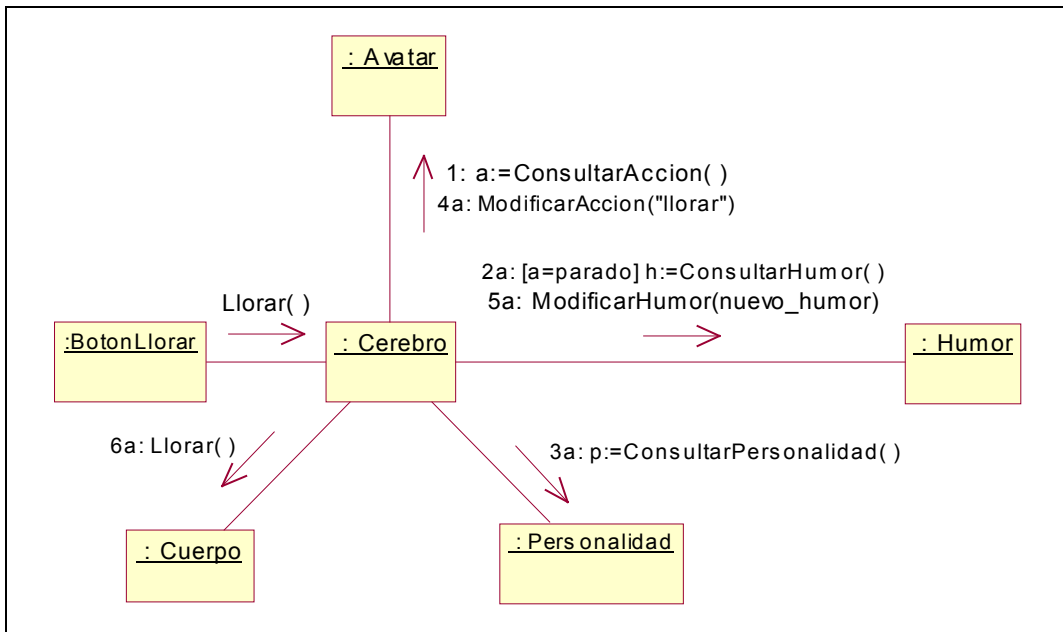 : Avatar
1: a:=ConsultarAccion( )
4a: ModificarAccion("llorar")
2a: [a=parado] h:=ConsultarHumor( )
5a: ModificarHumor(nuevo_humor)
Llorar( )
:BotonLlorar
: Cerebro
: Humor
6a: Llorar( )
3a: p:=ConsultarPersonalidad( )
: Cuerpo
: Personalidad